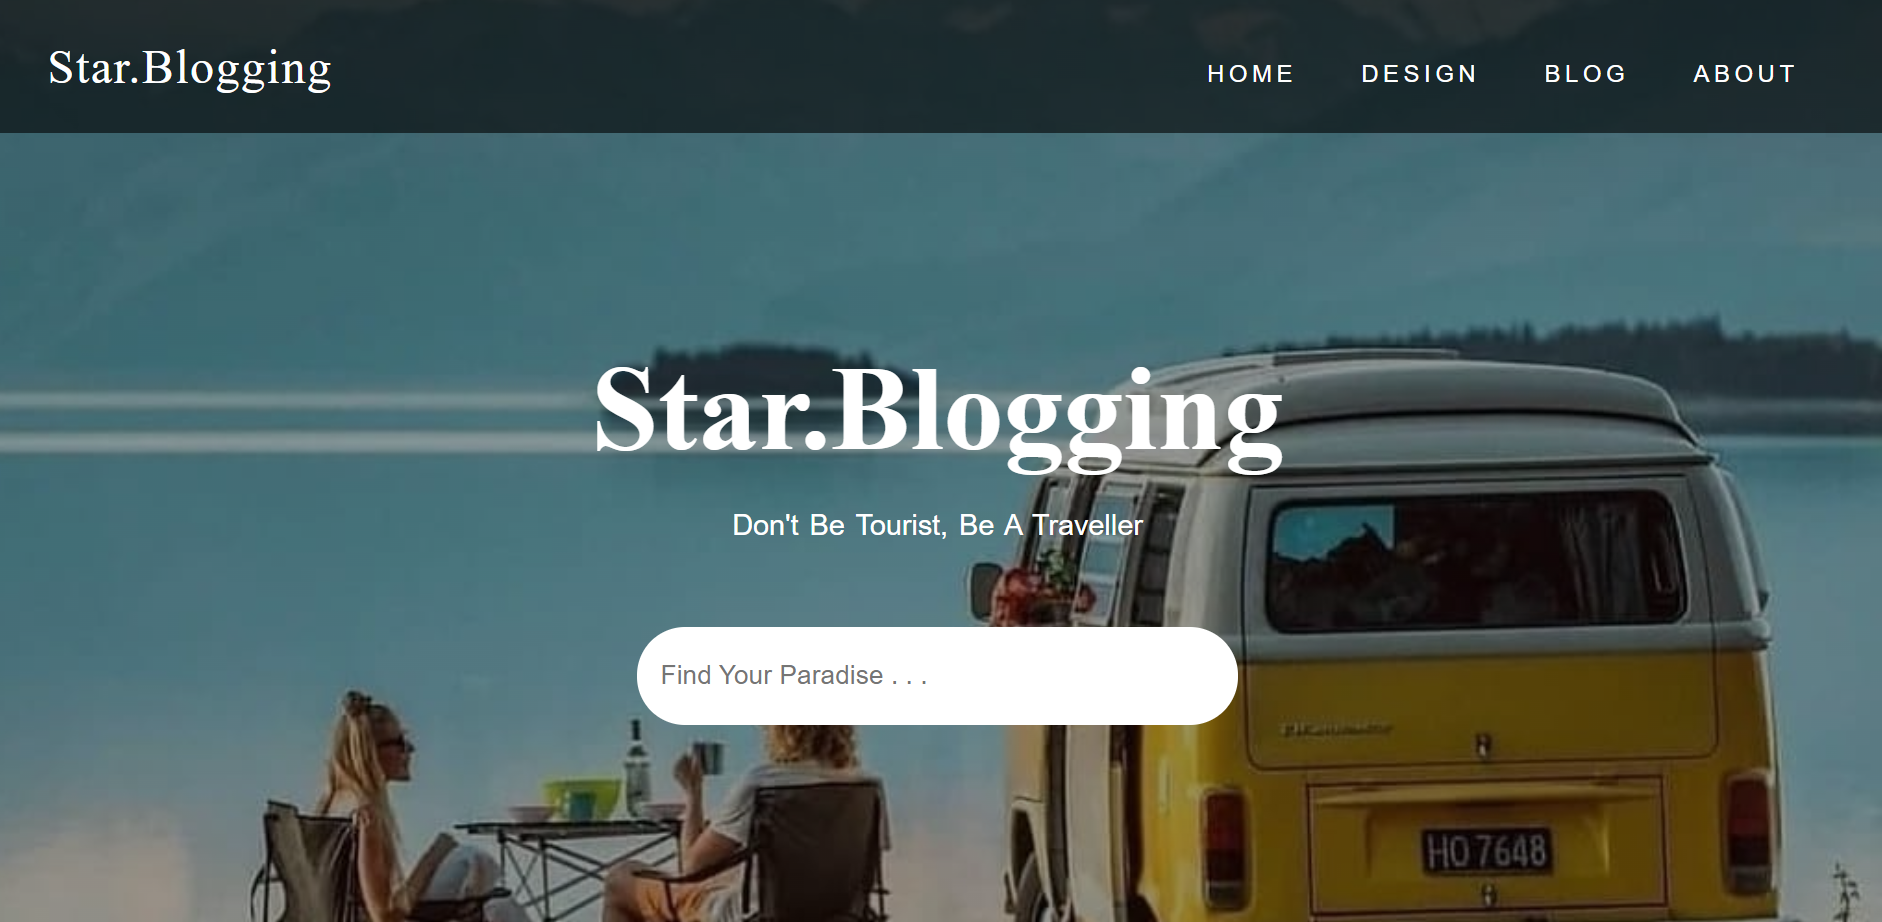 Star.Blogging
HOME DESIGN BLOG ABOUT
Star.Blogging
Don't Be Tourist, Be A Traveller
Find Your Paradise . . .
HO 7648